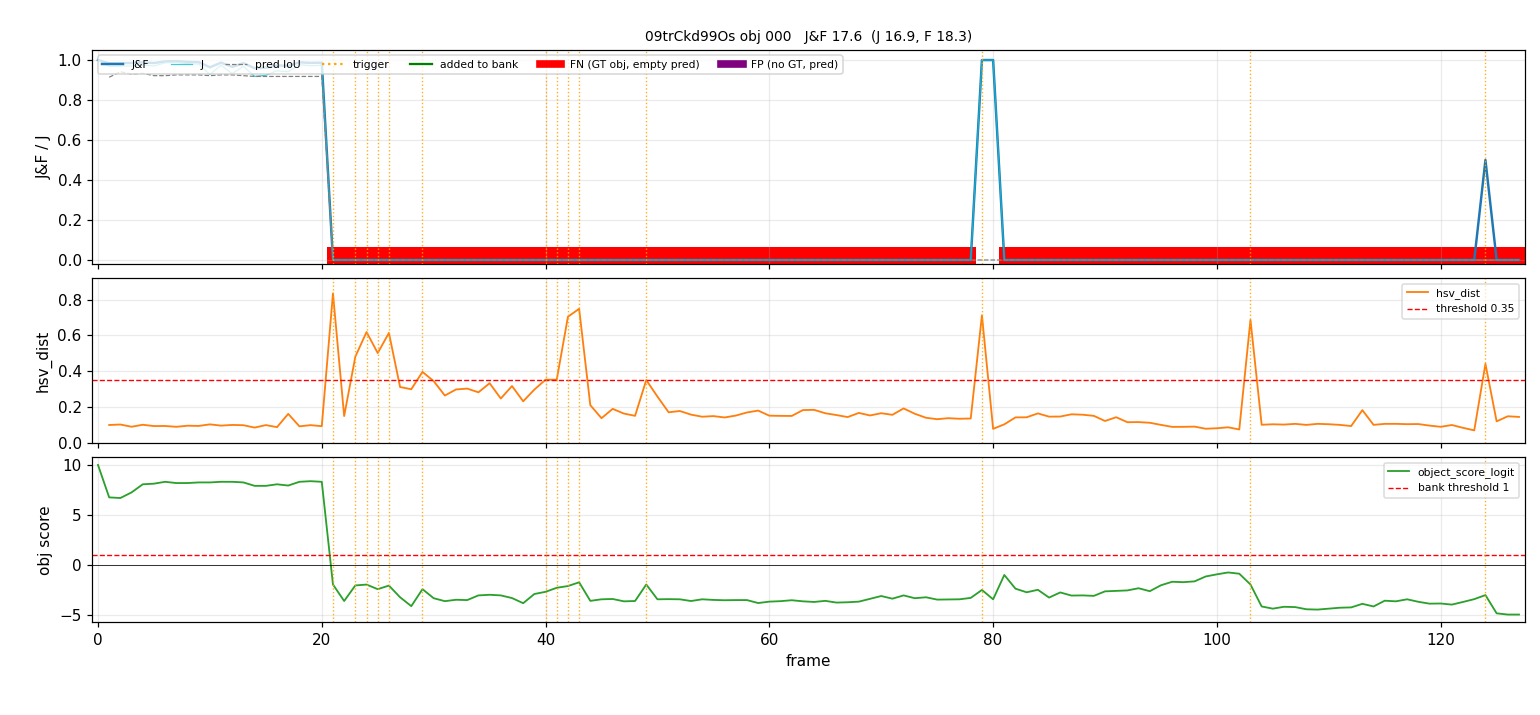 09trCkd99Os obj 000   J&F 17.6  (J 16.9, F 18.3)
J&F
J
pred IoU
trigger
added to bank
FN (GT obj, empty pred)
FP (no GT, pred)
J&F / J
1.0
0.8
0.6
0.4
0.2
0.0
hsv_dist
threshold 0.35
hsv_dist
0.8
0.6
0.4
0.2
0.0
object_score_logit
bank threshold 1
obj score
10
5
0
−5
0
20
40
60
80
100
120
frame